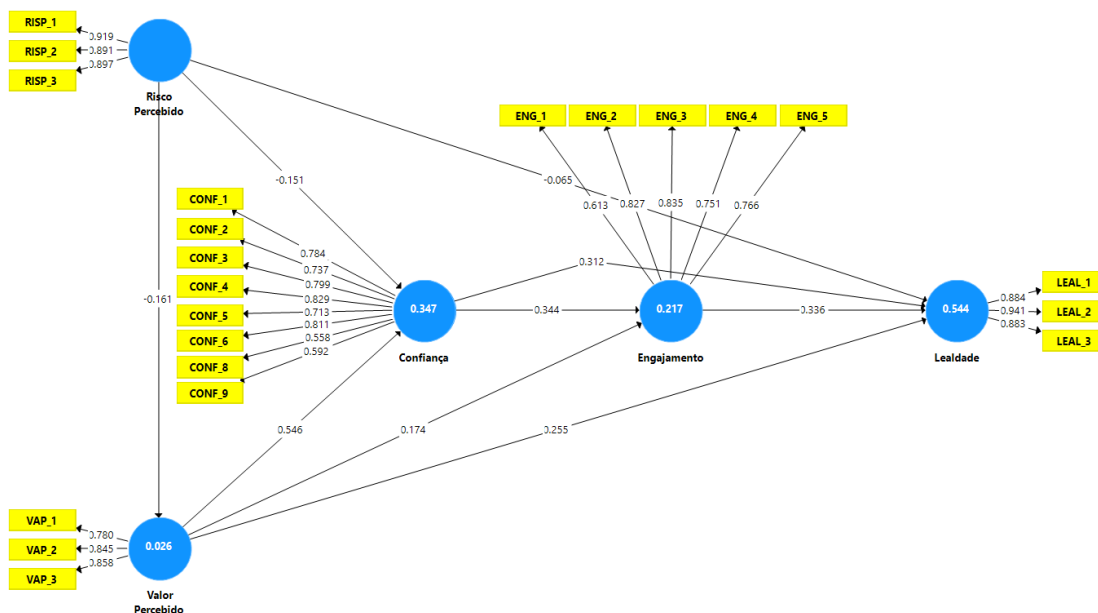 RISP_1
RISP_2
RISP_3
0.919
0.891
0.897
Risco
Percebido
ENG_1
ENG_2
ENG_3
ENG_4
ENG_5
-0.151
-0.065
0.613
0.827
0.835
0.751
0.766
CONF_1
CONF_2
CONF_3
CONF_4
CONF_5
CONF_6
CONF_8
CONF_9
0.784
0.737
0.799
0.829
0.713
0.811
0.558
0.592
-0.161
0.347
Confiança
0.312
0.344
0.217
Engajamento
0.336
0.544
Lealdade
0.884
0.941
0.883
LEAL_1
LEAL_2
LEAL_3
0.546
0.174
0.255
VAP_1
VAP_2
VAP_3
0.780
0.845
0.858
0.026
Valor
Percebido